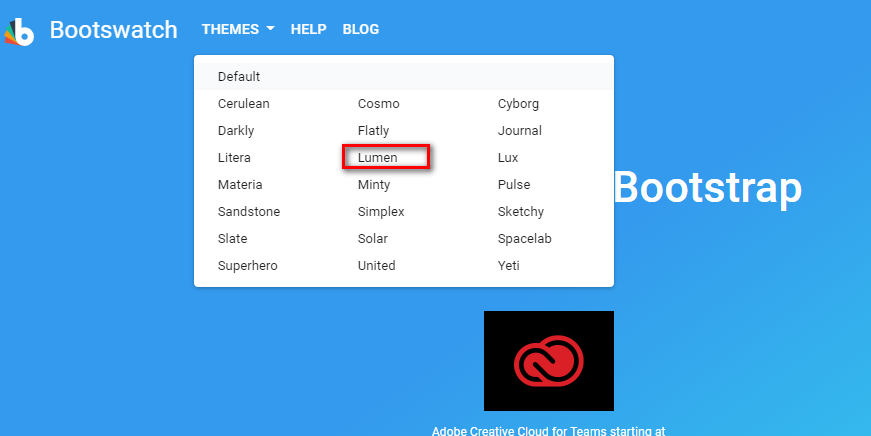 Bootswatch THEMES HELP BLOG
Default
Cerulean Cosmo Cyborg
Darkly Flatly Journal
Litera Lumen Lux
Materia Minty Pulse
Bootstrap
Sandstone Simplex Sketchy
Slate Solar Spacelab
Superhero United Yeti
Adobe Creative Cloud for Teams starting at